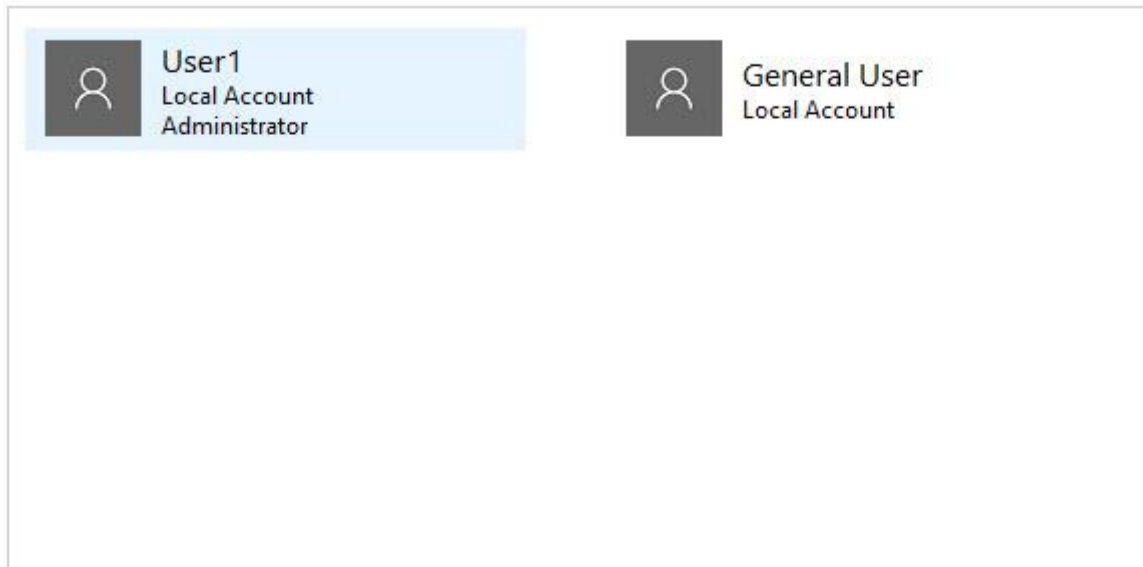 User1
Local Account
Administrator
General User
Local Account